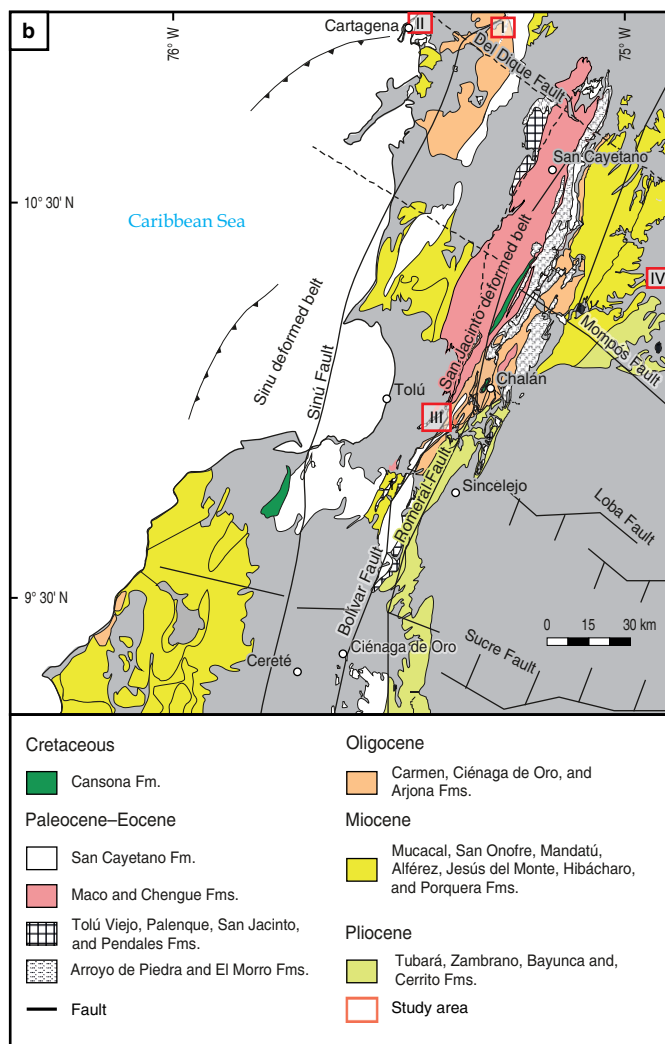 b
76° W
75° W
Cartagena
II
I
Del Dique Fault
San Cayetano
10° 30' N
Caribbean Sea
IV
Sinu deformed belt
Sinú Fault
San Jacinto deformed belt
Mompós Fault
Tolú
Chalán
III
Sincelejo
Romeral Fault
Loba Fault
Bolívar Fault
9° 30' N
0 15 30 km
Ciénaga de Oro
Cereté
Sucre Fault
Cretaceous
Cansona Fm.
Paleocene–Eocene
San Cayetano Fm.
Maco and Chengue Fms.
Tolú Viejo, Palenque, San Jacinto,
and Pendales Fms.
Arroyo de Piedra and El Morro Fms.
Fault
Oligocene
Carmen, Ciénaga de Oro, and
Arjona Fms.
Miocene
Mucacal, San Onofre, Mandatú,
Alférez, Jesús del Monte, Hibácharo,
and Porquera Fms.
Pliocene
Tubará, Zambrano, Bayunca and,
Cerrito Fms.
Study area